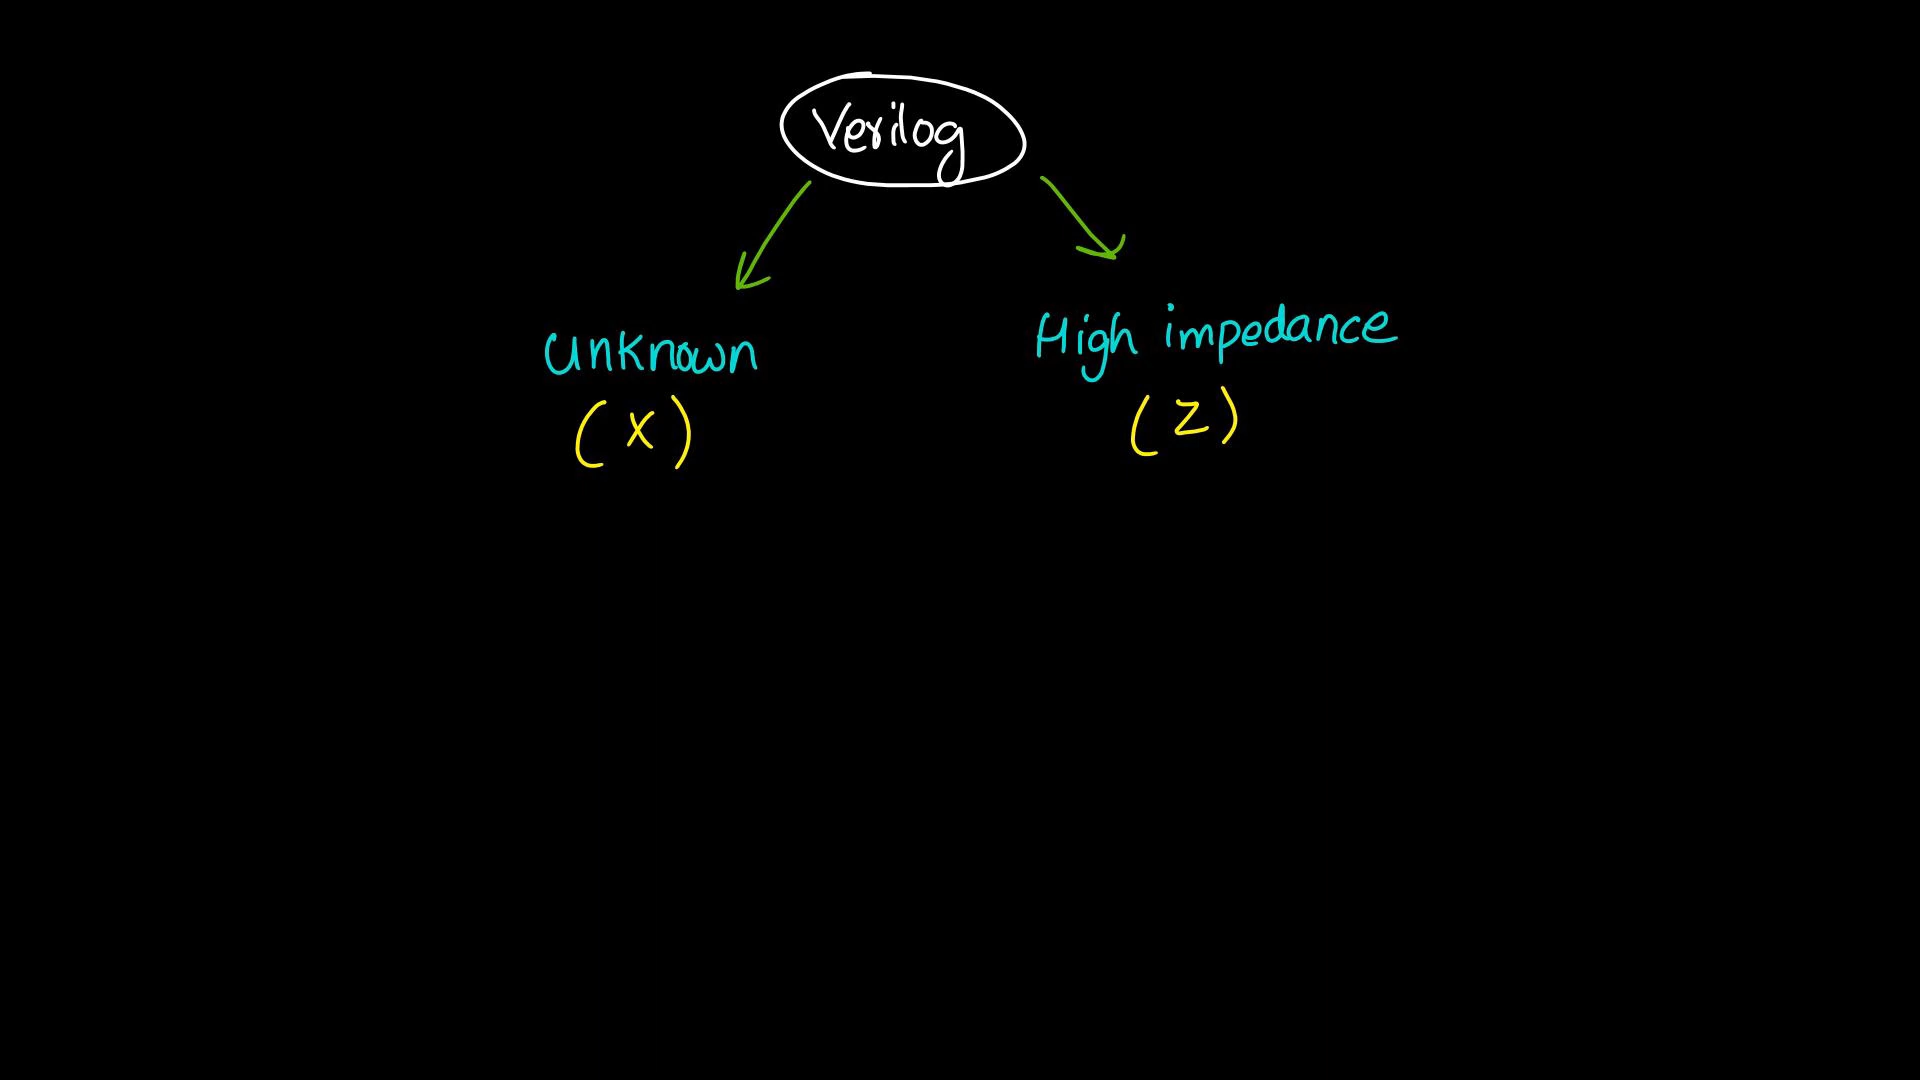 Verilog
Unknown
High impedance
(X)
(Z)